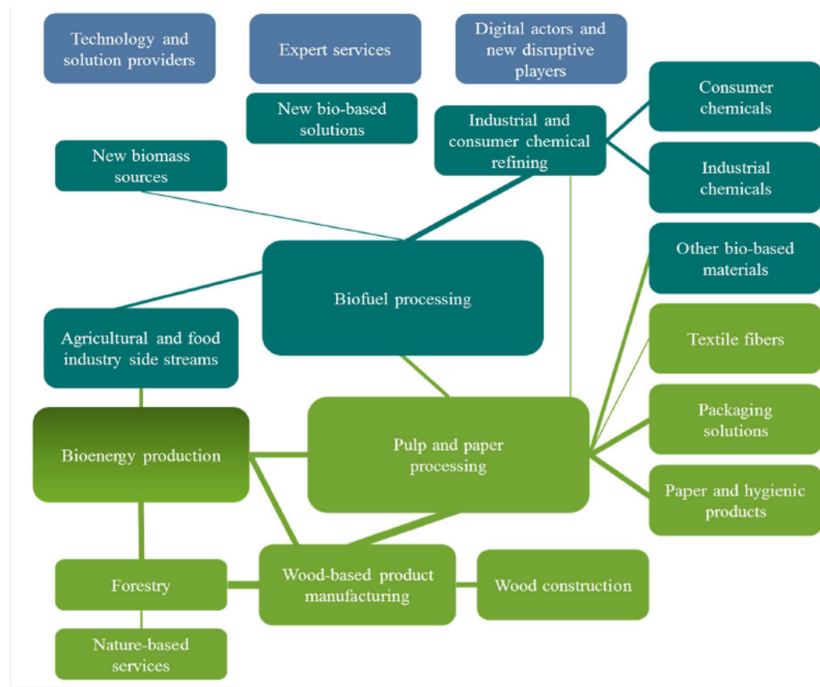 Technology and
solution providers
Expert services
Digital actors and
new disruptive
players
New bio-based
solutions
Industrial and
consumer chemical
refining
Consumer
chemicals
New biomass
sources
Industrial
chemicals
Biofuel processing
Other bio-based
materials
Agricultural and food
industry side streams
Textile fibers
Bioenergy production
Pulp and paper
processing
Packaging
solutions
Paper and hygienic
products
Forestry
Wood-based product
manufacturing
Wood construction
Nature-based
services